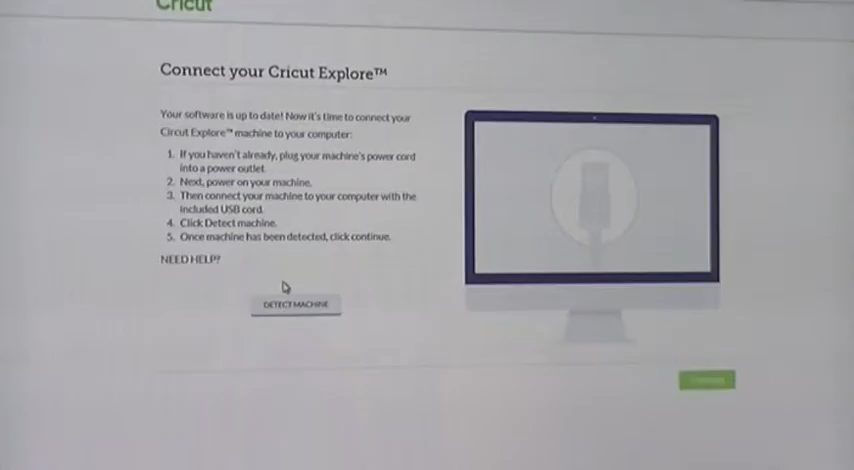 Cricut
Connect your Cricut Explore™
Your software is up to date! Now it's time to connect your
Circut Explore™ machine to your computer:
1. If you haven't already, plug your machine's power cord
into a power outlet.
2. Next, power on your machine.
3. Then connect your machine to your computer with the
included USB cord.
4. Click Detect machine.
5. Once machine has been detected, click continue.
NEED HELP?
DETECT MACHINE